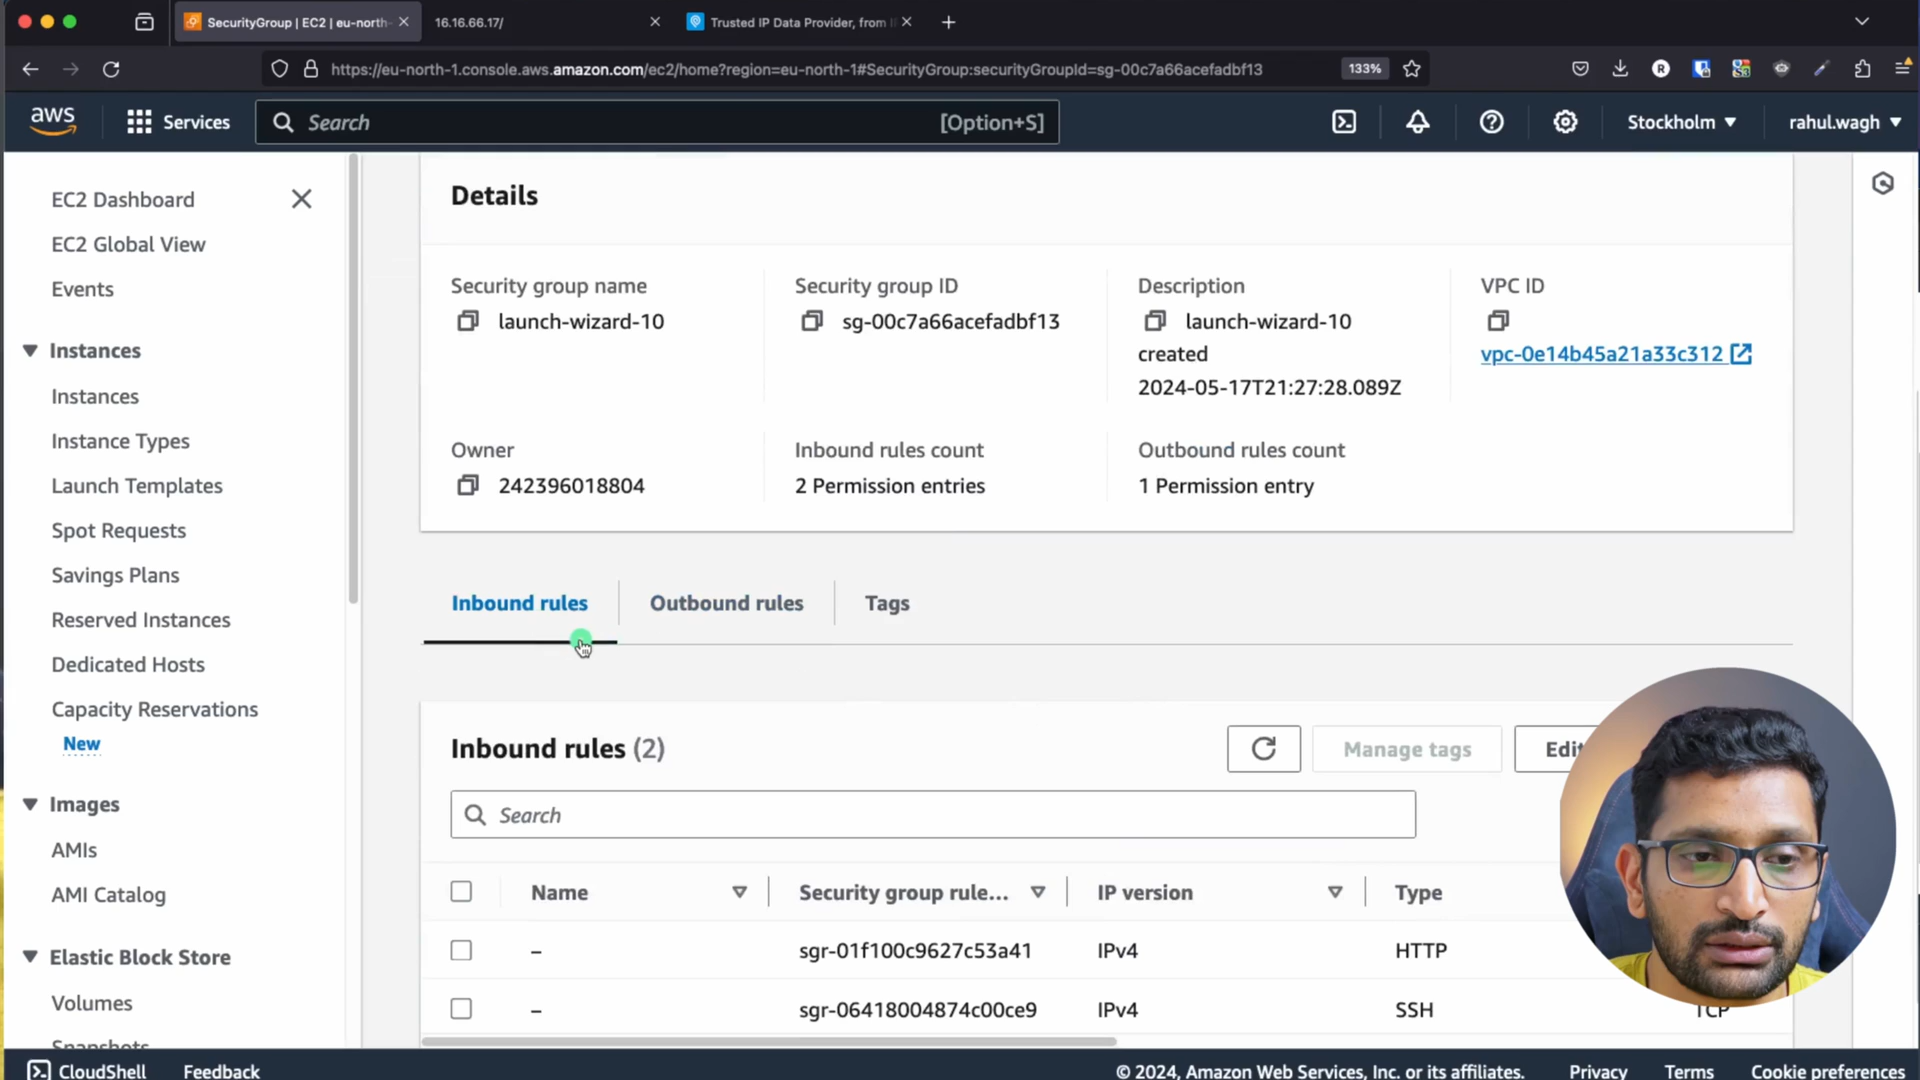 SecurityGroup | EC2 | eu-north-
16.16.66.17/
Trusted IP Data Provider, from I
https://eu-north-1.console.aws.amazon.com/ec2/home?region=eu-north-1#SecurityGroup:securityGroupId=sg-00c7a66acefadbf13
133%
R
aws
Services
Search
[Option+S]
Stockholm
rahul.wagh
EC2 Dashboard
EC2 Global View
Events
Instances
Instances
Instance Types
Launch Templates
Spot Requests
Savings Plans
Reserved Instances
Dedicated Hosts
Capacity Reservations
New
Images
AMIs
AMI Catalog
Elastic Block Store
Volumes
Snapshots
Details
Security group name
launch-wizard-10
Security group ID
sg-00c7a66acefadbf13
Description
launch-wizard-10
created
2024-05-17T21:27:28.089Z
VPC ID
vpc-0e14b45a21a33c312
Owner
242396018804
Inbound rules count
2 Permission entries
Outbound rules count
1 Permission entry
Inbound rules
Outbound rules
Tags
Inbound rules (2)
Manage tags
Edit
Search
Name
Security group rule...
IP version
Type
–
sgr-01f100c9627c53a41
IPv4
HTTP
–
sgr-06418004874c00ce9
IPv4
SSH
TCP
CloudShell
Feedback
© 2024, Amazon Web Services, Inc. or its affiliates.
Privacy
Terms
Cookie preferences